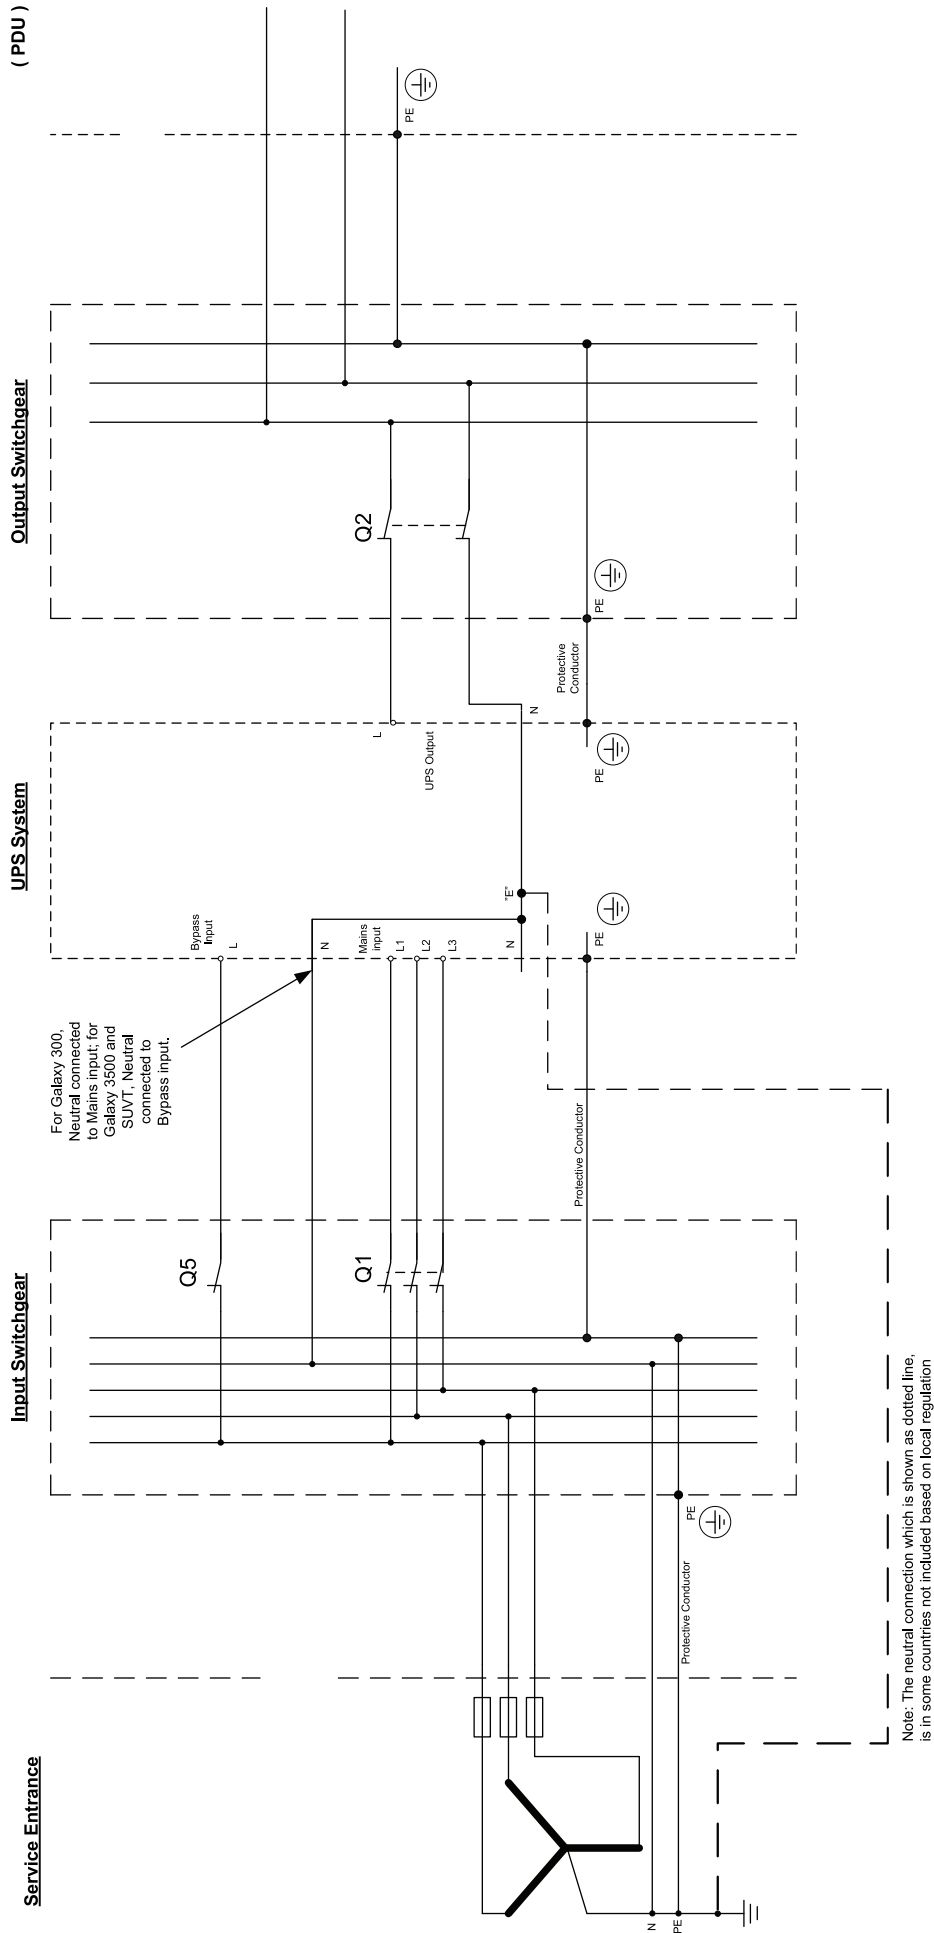 Service Entrance
Input Switchgear
UPS System
Output Switchgear
( PDU )
N
PE
Protective Conductor
PE
Q5
Q1
Protective Conductor
For Galaxy 300,
Neutral connected
to Mains input; for
Galaxy 3500 and
SUVT, Neutral
connected to
Bypass input.
Bypass
Input
L
N
Mains
input
L1
L2
L3
N
"E"
PE
L
UPS Output
N
PE
Protective
Conductor
PE
Q2
PE
Note: The neutral connection which is shown as dotted line,
is in some countries not included based on local regulation